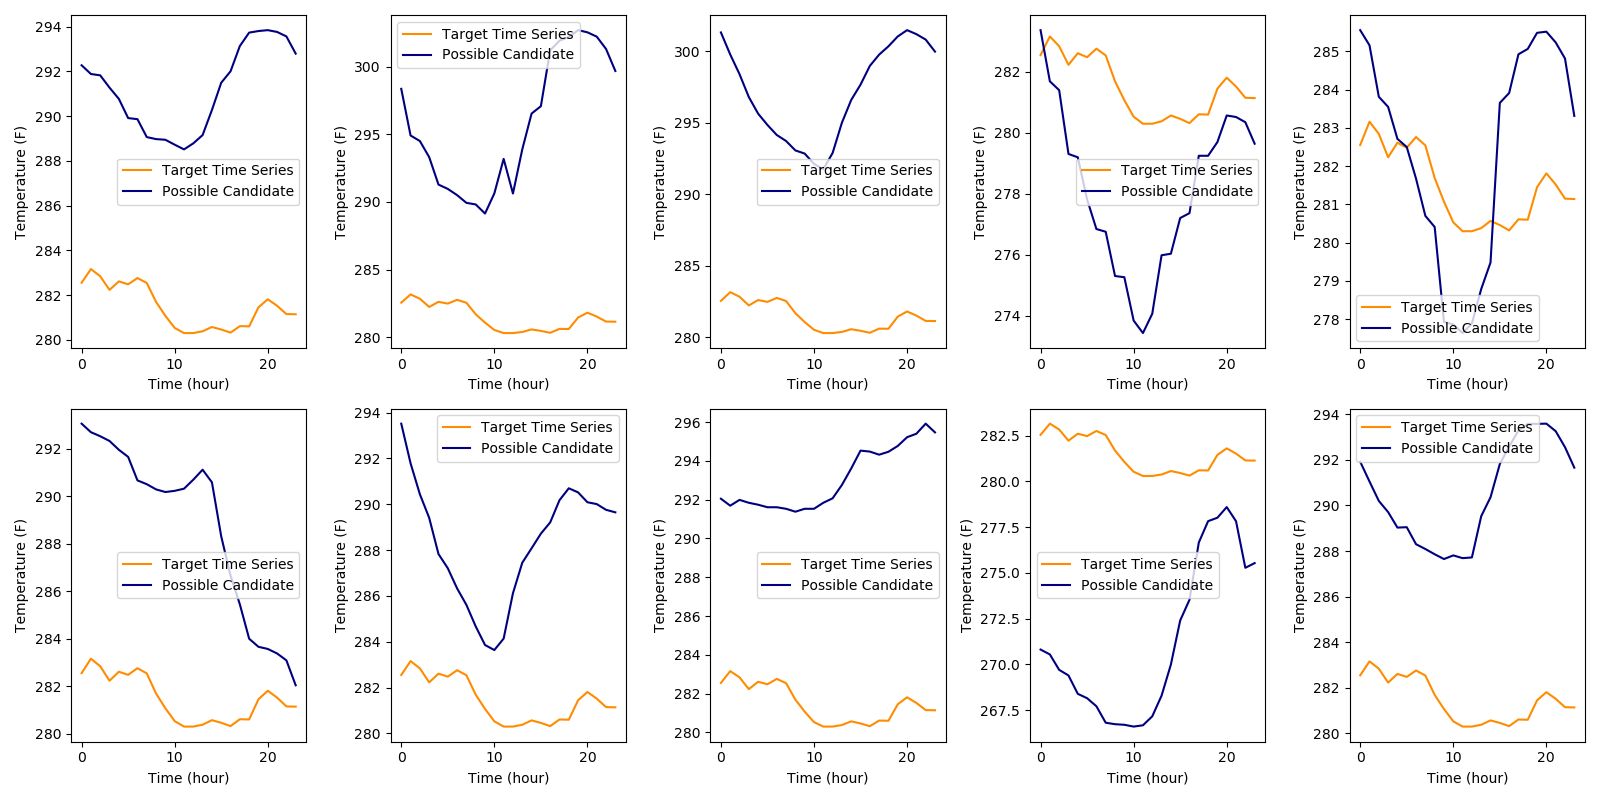 294
292
290
288
286
284
282
280
Temperature (F)
Target Time Series
Possible Candidate
0 10 20
Time (hour)
300
295
290
285
280
Temperature (F)
Target Time Series
Possible Candidate
0 10 20
Time (hour)
300
295
290
285
280
Temperature (F)
Target Time Series
Possible Candidate
0 10 20
Time (hour)
282
280
278
276
274
Temperature (F)
Target Time Series
Possible Candidate
0 10 20
Time (hour)
285
284
283
282
281
280
279
278
Temperature (F)
Target Time Series
Possible Candidate
0 10 20
Time (hour)
292
290
288
286
284
282
280
Temperature (F)
Target Time Series
Possible Candidate
0 10 20
Time (hour)
294
292
290
288
286
284
282
280
Temperature (F)
Target Time Series
Possible Candidate
0 10 20
Time (hour)
296
294
292
290
288
286
284
282
280
Temperature (F)
Target Time Series
Possible Candidate
0 10 20
Time (hour)
282.5
280.0
277.5
275.0
272.5
270.0
267.5
Temperature (F)
Target Time Series
Possible Candidate
0 10 20
Time (hour)
294
292
290
288
286
284
282
280
Temperature (F)
Target Time Series
Possible Candidate
0 10 20
Time (hour)